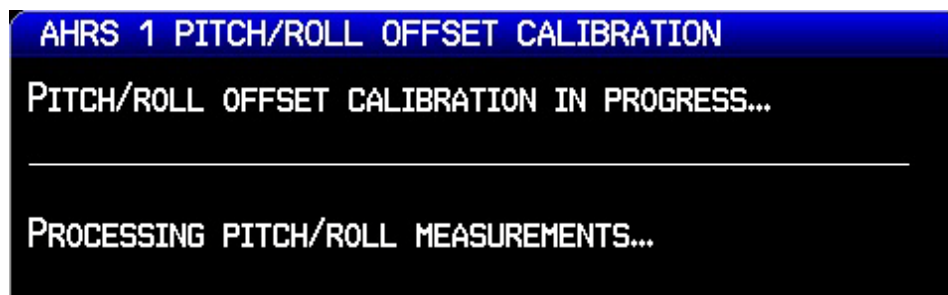 AHRS 1 PITCH/ROLL OFFSET CALIBRATION
PITCH/ROLL OFFSET CALIBRATION IN PROGRESS...
PROCESSING PITCH/ROLL MEASUREMENTS...